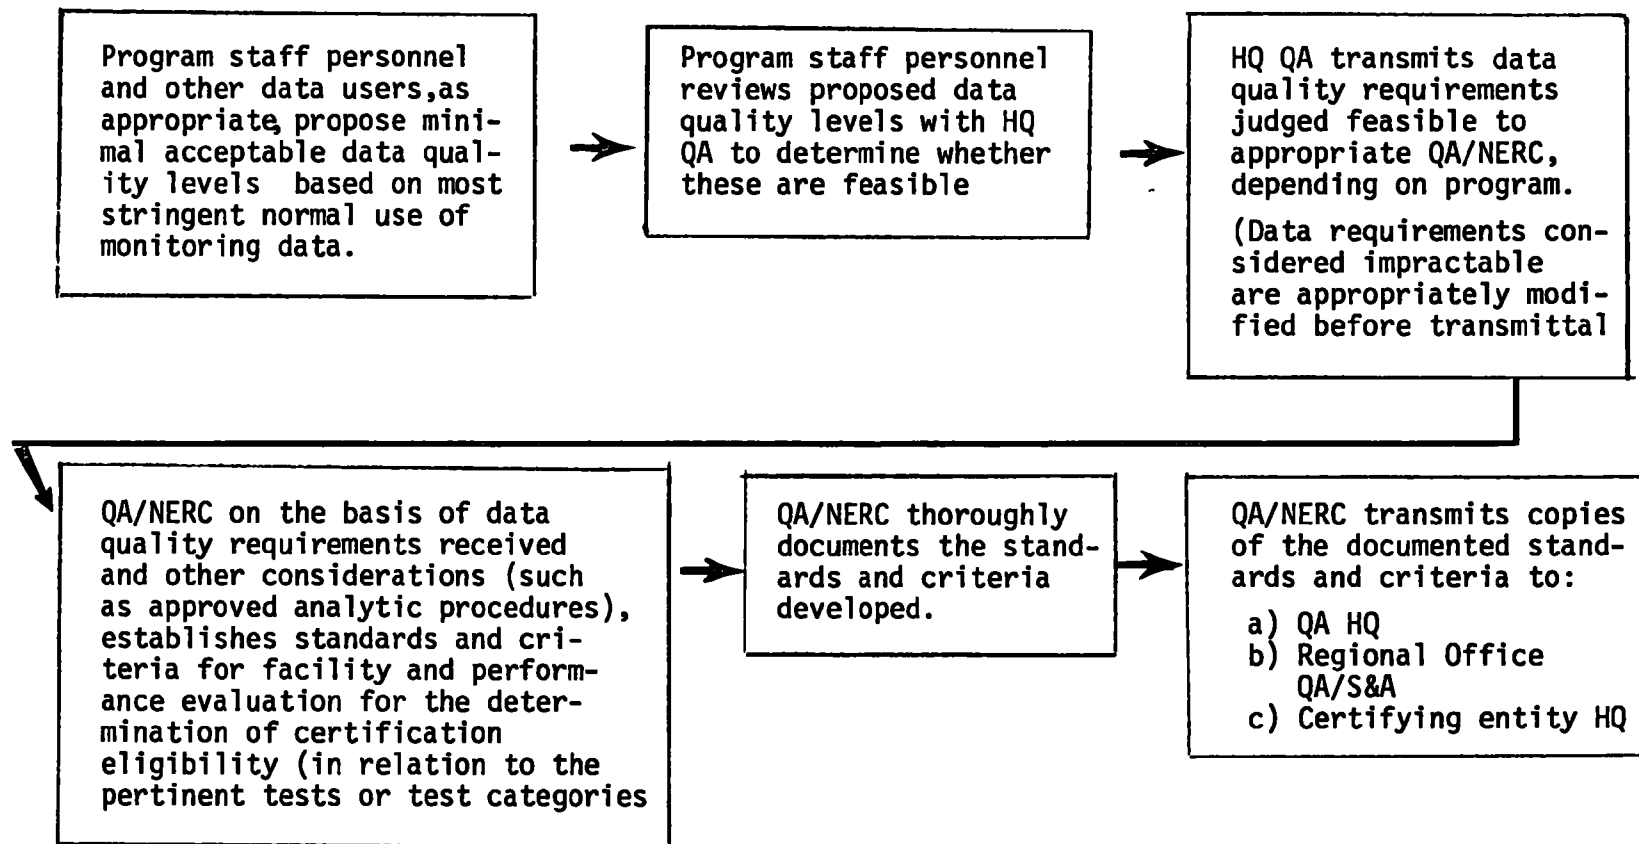 Program staff personnel
and other data users,as
appropriate, propose mini-
mal acceptable data qual-
ity levels based on most
stringent normal use of
monitoring data.
Program staff personnel
reviews proposed data
quality levels with HQ
QA to determine whether
these are feasible
HQ QA transmits data
quality requirements
judged feasible to
appropriate QA/NERC,
depending on program.
(Data requirements con-
sidered impractable
are appropriately modi-
fied before transmittal
QA/NERC on the basis of data
quality requirements received
and other considerations (such
as approved analytic procedures),
establishes standards and cri-
teria for facility and perform-
ance evaluation for the deter-
mination of certification
eligibility (in relation to the
pertinent tests or test categories
QA/NERC thoroughly
documents the stand-
ards and criteria
developed.
QA/NERC transmits copies
of the documented stand-
ards and criteria to:
a) QA HQ
b) Regional Office
QA/S&A
c) Certifying entity HQ